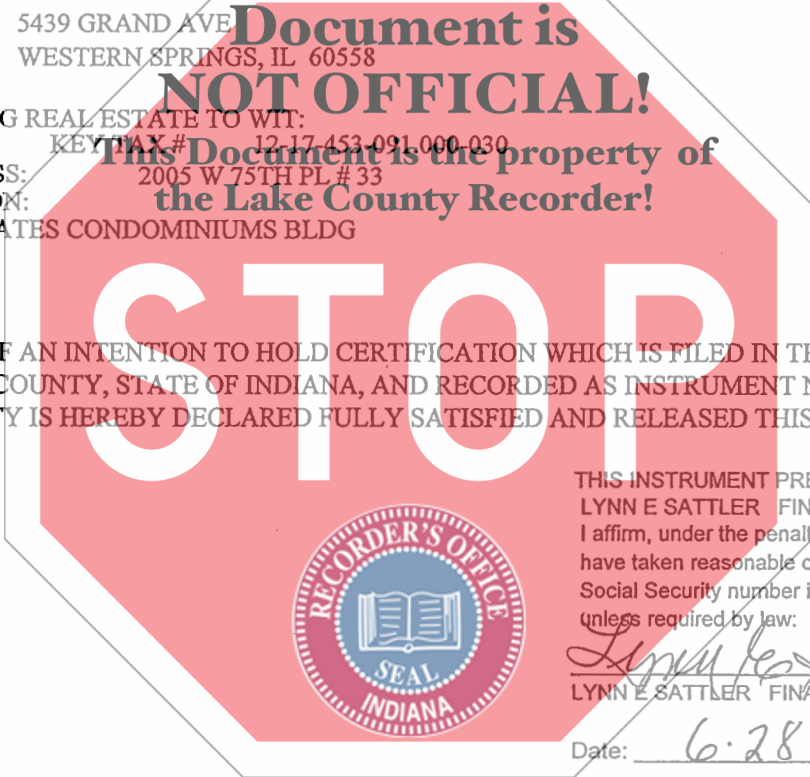 5439 GRAND AVE
Document is
WESTERN SPRINGS, IL 60558
NOT OFFICIAL!
G REAL ESTATE TO WIT:
KEY/TAX # 12-17-453-091.000-030
This Document is the property of
SS: 2005 W 75TH PL # 33
the Lake County Recorder!
ON:
ATES CONDOMINIUMS BLDG
STOP
F AN INTENTION TO HOLD CERTIFICATION WHICH IS FILED IN
COUNTY, STATE OF INDIANA, AND RECORDED AS INSTRUMENT
Y IS HEREBY DECLARED FULLY SATISFIED AND RELEASED THIS
THIS INSTRUMENT PRE
LYNN E SATTLER FIN
I affirm, under the penal
have taken reasonable
Social Security number
unless required by law:
RECORDER'S OFFICE
SEAL
INDIANA
LYNN E SATTLER FINA
Date: 6-28